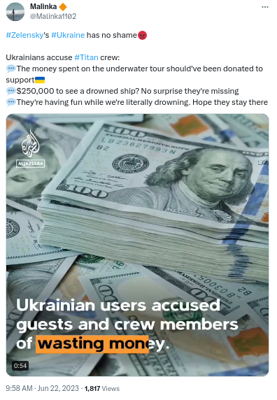 Malinka
@Malinka1102
#Zelensky's #Ukraine has no shame
Ukrainians accuse #Titan crew:
The money spent on the underwater tour should've been donated to
support
$250,000 to see a drowned ship? No surprise they're missing
They're having fun while we're literally drowning. Hope they stay there
100
100
ALJAZEERA
Ukrainian users accused
guests and crew members
of wasting money.
0:54
9:58 AM · Jun 22, 2023 · 1,817 Views